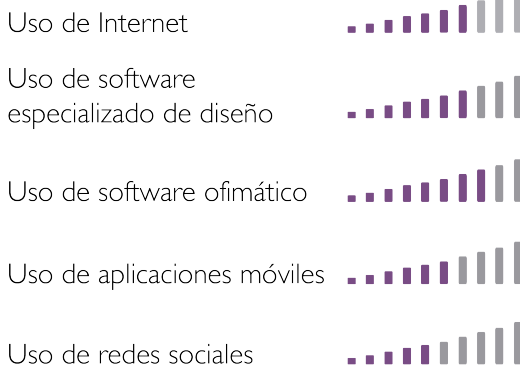 Uso de Internet
Uso de software
especializado de diseño
Uso de software ofimático
Uso de aplicaciones móviles
Uso de redes sociales